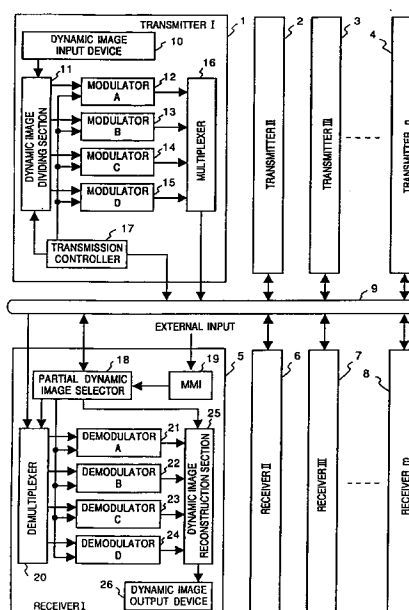 TRANSMITTER I
1
2
3
4
DYNAMIC IMAGE
INPUT DEVICE
10
11
12
16
DYNAMIC IMAGE
DIVIDING SECTION
MODULATOR
A
13
MODULATOR
B
14
MODULATOR
C
15
MODULATOR
D
MULTIPLEXER
17
TRANSMISSION
CONTROLLER
TRANSMITTER II
TRANSMITTER III
9
EXTERNAL INPUT
18
19
5
6
7
8
PARTIAL DYNAMIC
IMAGE SELECTOR
MMI
25
21
DEMULTIPLEXER
DEMODULATOR
A
22
DEMODULATOR
B
23
DEMODULATOR
C
24
DEMODULATOR
D
DYNAMIC IMAGE
RECONSTRUCTION SECTION
20
26
DYNAMIC IMAGE
OUTPUT DEVICE
RECEIVER I
RECEIVER II
RECEIVER III